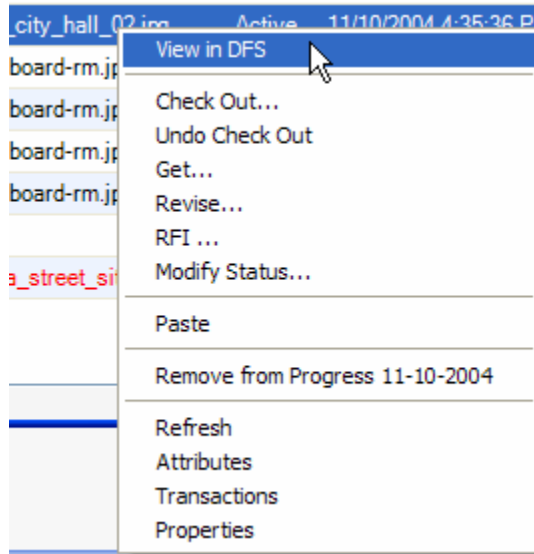 _city_hall_02.jpg Active 11/10/2004 4:35:36 P
View in DFS
board-rm.jp
board-rm.jp
board-rm.jp
board-rm.jp
a_street_sit
Check Out...
Undo Check Out
Get...
Revise...
RFI ...
Modify Status...
Paste
Remove from Progress 11-10-2004
Refresh
Attributes
Transactions
Properties